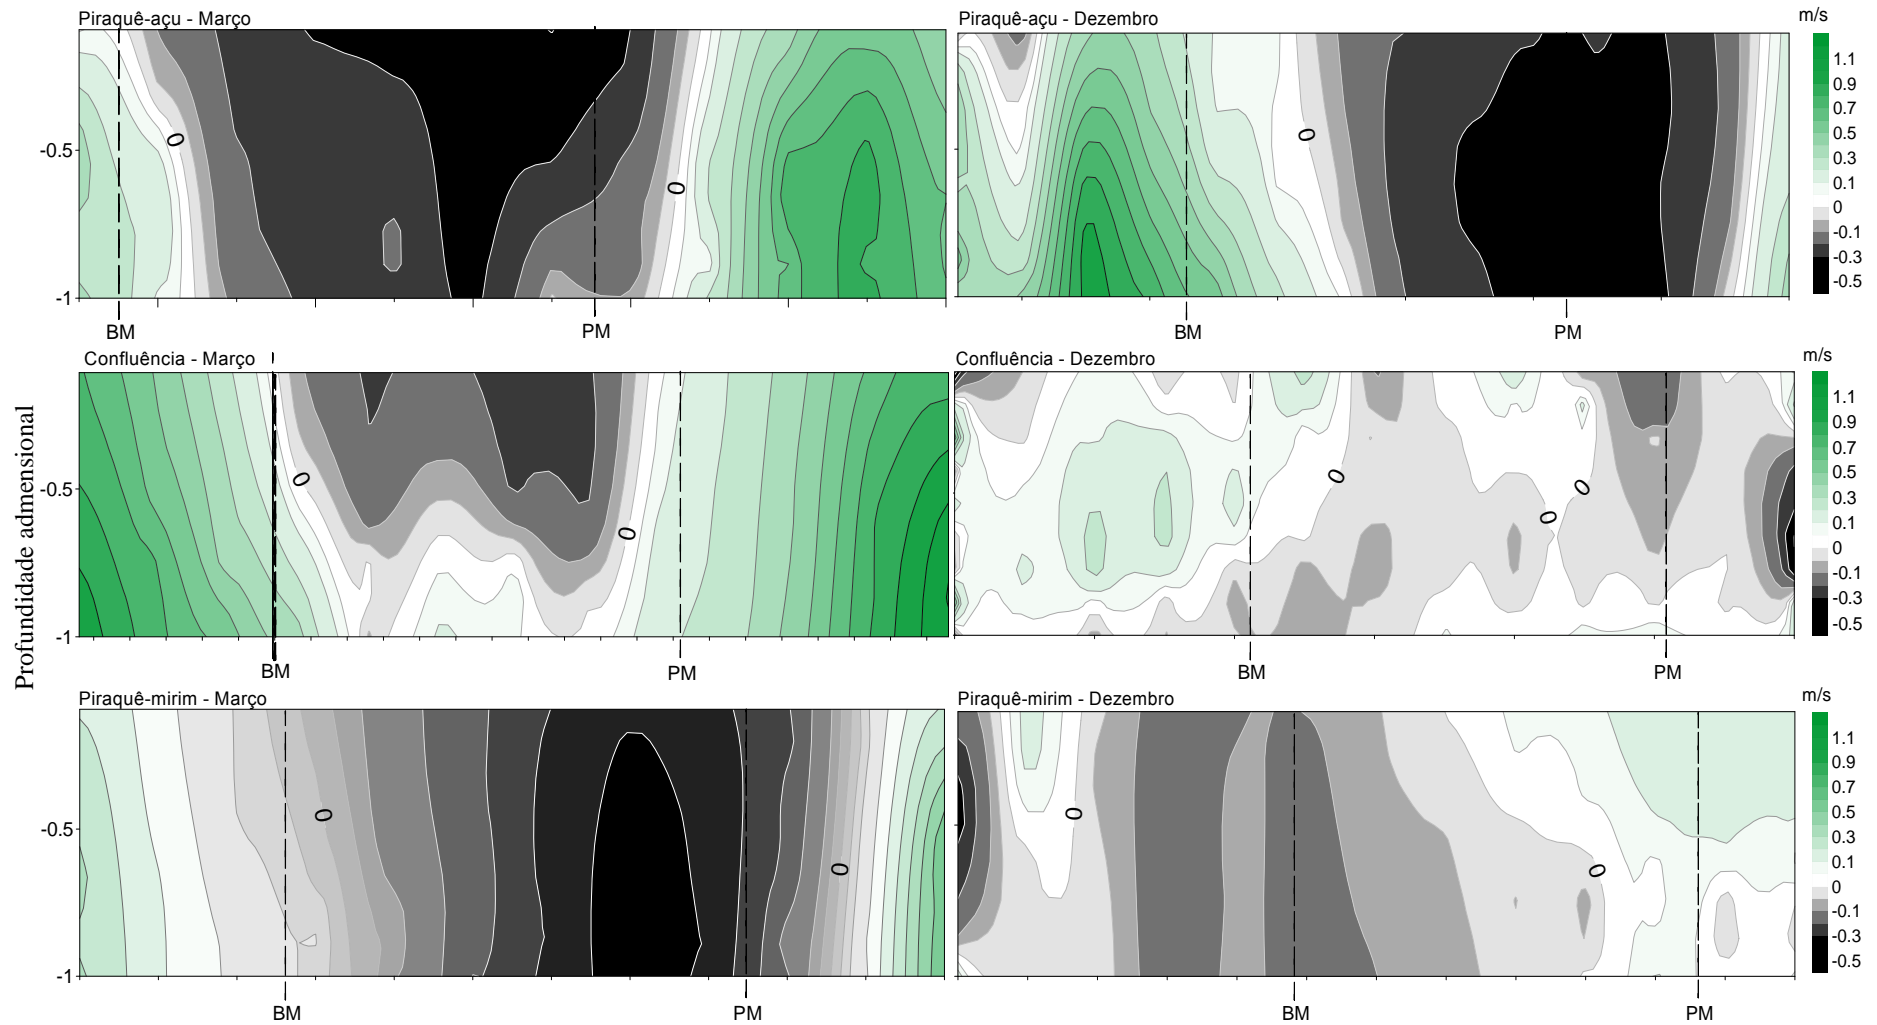 Piraquê-açu - Março
Piraquê-açu - Dezembro
m/s
1.1
0.9
0.7
0.5
0.3
0.1
0
-0.1
-0.3
-0.5
-0.5
-1
0
0
0
BM
PM
BM
PM
Confluência - Março
Confluência - Dezembro
m/s
1.1
0.9
0.7
0.5
0.3
0.1
0
-0.1
-0.3
-0.5
Profundidade admensional
-0.5
-1
0
0
0
0
0
BM
PM
BM
PM
Piraquê-mirim - Março
Piraquê-mirim - Dezembro
m/s
1.1
0.9
0.7
0.5
0.3
0.1
0
-0.1
-0.3
-0.5
-0.5
-1
0
0
0
0
BM
PM
BM
PM